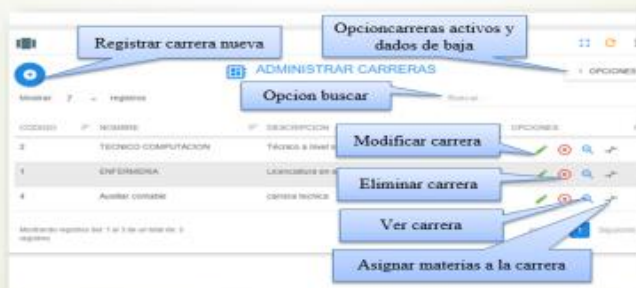 Registrar carrera nueva
Opcioncarreras activos y
dados de baja
ADMINISTRAR CARRERAS
OPCIONES
Mostrar 7 registros
Opcion buscar
Buscar
CODIGO NOMBRE DESCRIPCION OPCIONES
Modificar carrera
2 TECNICO COMPUTACION Técnico a nivel
1 ENFERMERIA Licenciatura en
Eliminar carrera
4 Auxiliar contable carrera tecnica
Ver carrera
Mostrando registros del 1 al 3 de un total de 3
registros
1 Siguiente
Asignar materias a la carrera